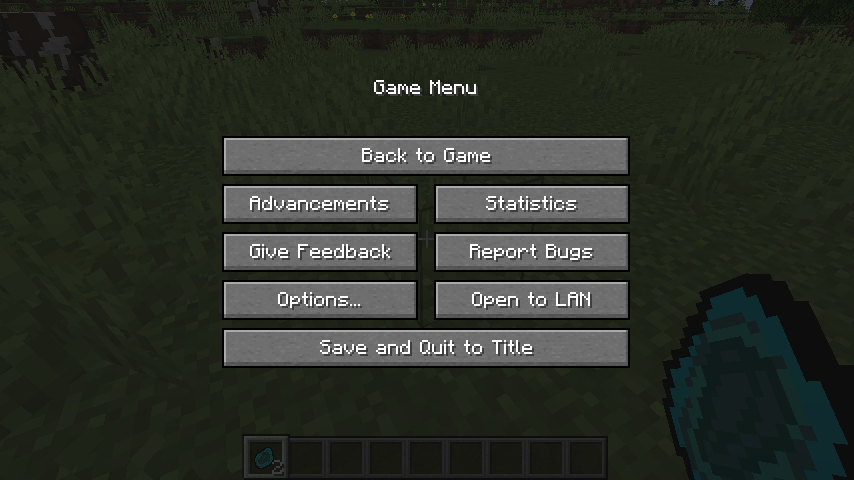 Game Menu
Back to Game
Advancements
Statistics
Give Feedback
Report Bugs
Options...
Open to LAN
Save and Quit to Title
2